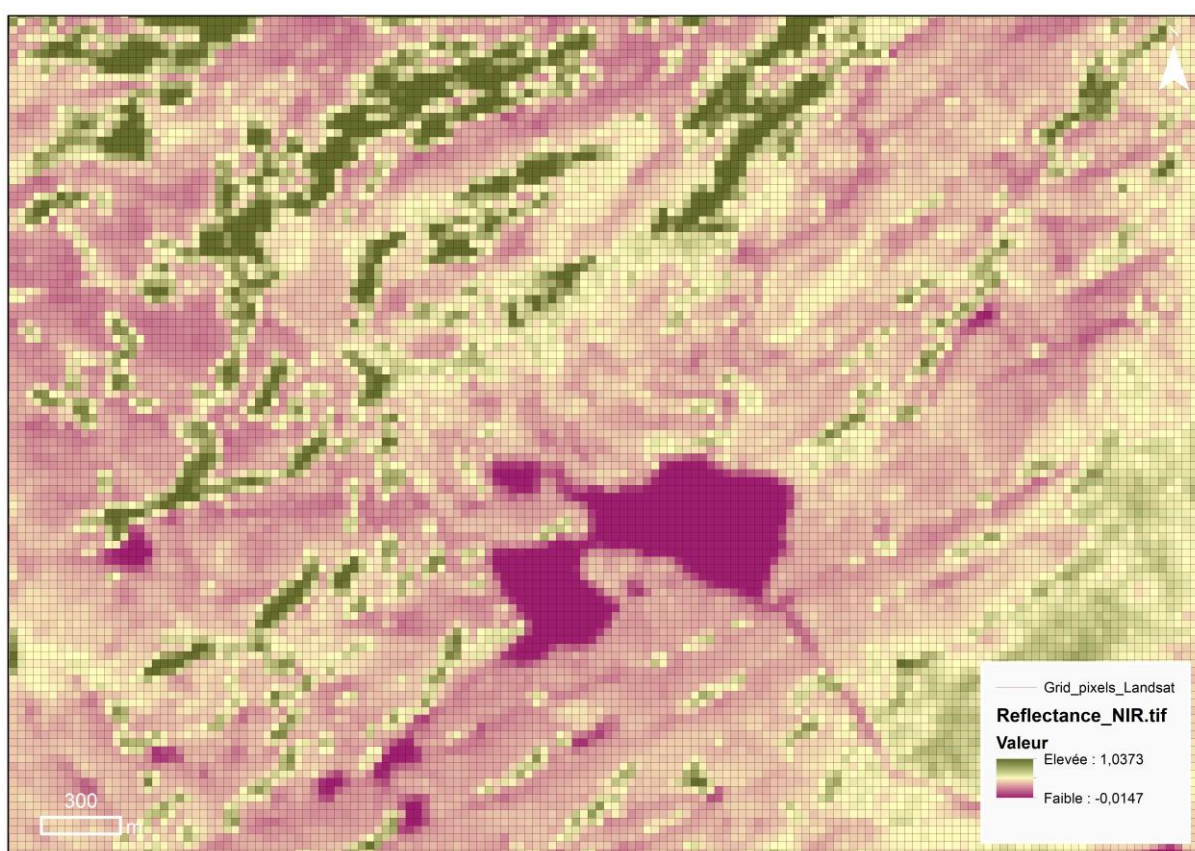 N
Grid_pixels_Landsat
Reflectance_NIR.tif
Valeur
Elevée : 1,0373
Faible : -0,0147
300
m